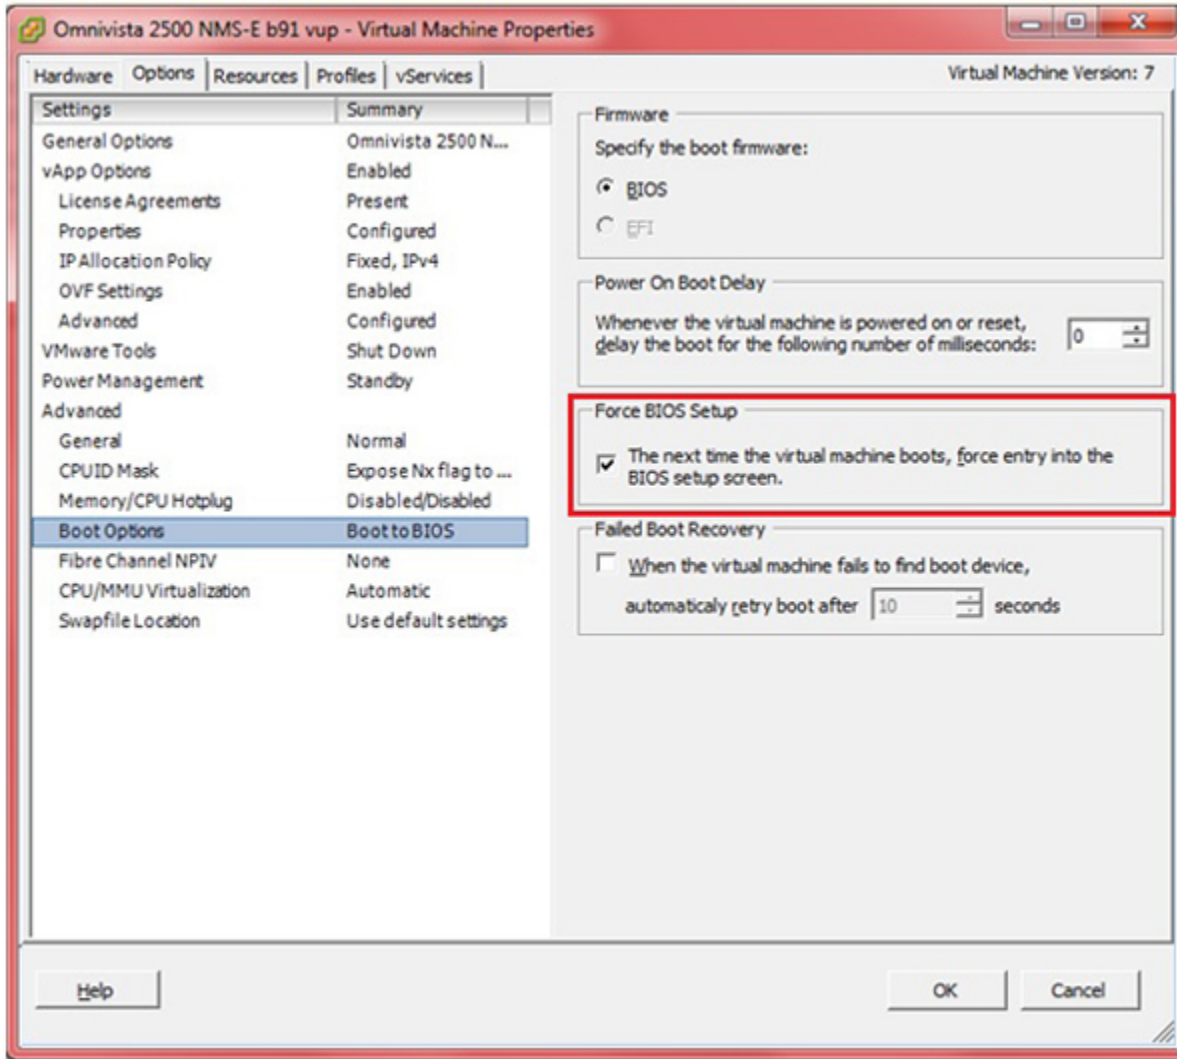 Omnivista 2500 NMS-E b91 vup - Virtual Machine Properties
Hardware Options Resources Profiles vServices Virtual Machine Version: 7
Settings Summary
General Options Omnivista 2500 N...
vApp Options Enabled
License Agreements Present
Properties Configured
IP Allocation Policy Fixed, IPv4
OVF Settings Enabled
Advanced Configured
VMware Tools Shut Down
Power Management Standby
Advanced
General Normal
CPUID Mask Expose Nx flag to ...
Memory/CPU Hotplug Disabled/Disabled
Boot Options Boot to BIOS
Fibre Channel NPIV None
CPU/MMU Virtualization Automatic
Swapfile Location Use default settings
Firmware
Specify the boot firmware:
BIOS
EFI
Power On Boot Delay
Whenever the virtual machine is powered on or reset,
delay the boot for the following number of milliseconds: 0
Force BIOS Setup
The next time the virtual machine boots, force entry into the
BIOS setup screen.
Failed Boot Recovery
When the virtual machine fails to find boot device,
automaticaly retry boot after 10 seconds
Help OK Cancel